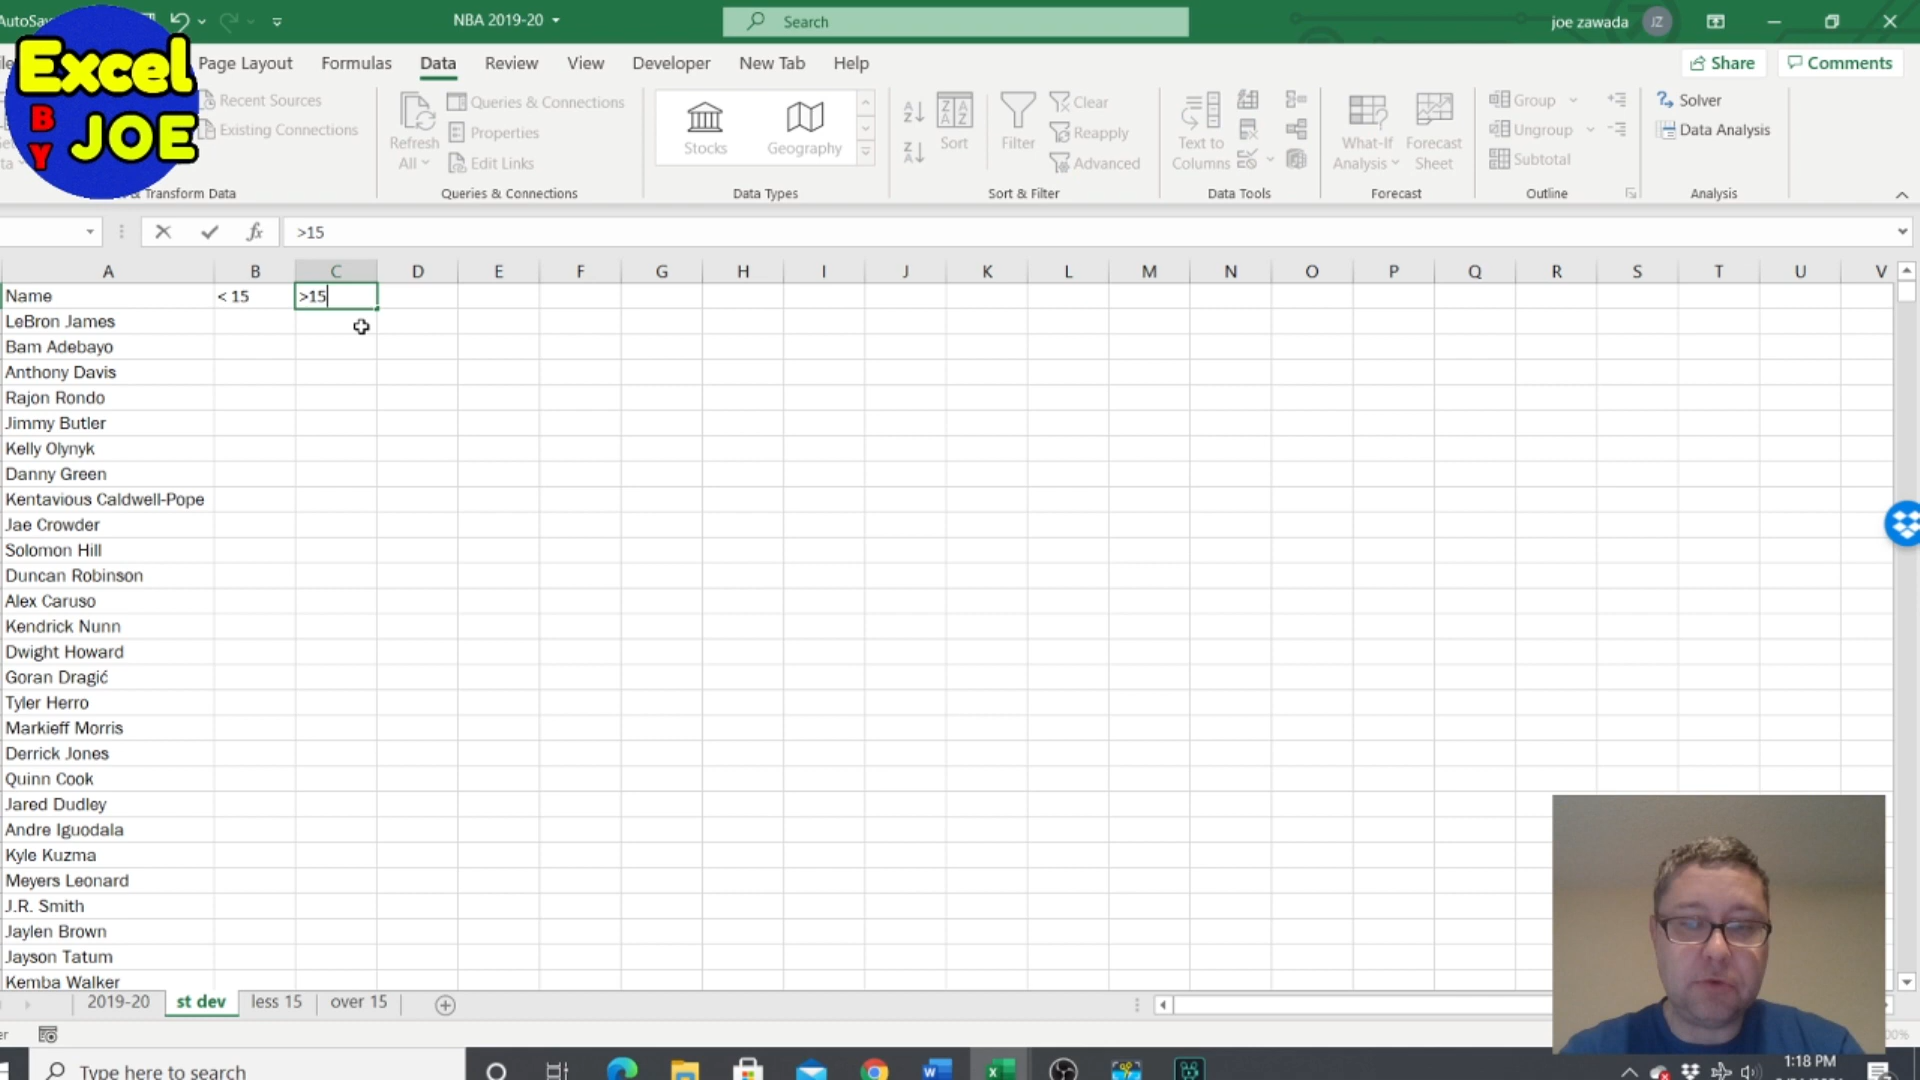 AutoSav
NBA 2019-20
Search
joe zawada
JZ
Excel
BY
JOE
Page Layout
Formulas
Data
Review
View
Developer
New Tab
Help
Share
Comments
Recent Sources
Existing Connections
Refresh
All
Queries & Connections
Properties
Edit Links
Stocks
Geography
Sort
Filter
Clear
Reapply
Advanced
Text to
Columns
What-If
Analysis
Forecast
Sheet
Group
Ungroup
Subtotal
Solver
Data Analysis
& Transform Data
Queries & Connections
Data Types
Sort & Filter
Data Tools
Forecast
Outline
Analysis
fx
>15
A B C D E F G H I J K L M N O P Q R S T U V
Name < 15 >15
LeBron James
Bam Adebayo
Anthony Davis
Rajon Rondo
Jimmy Butler
Kelly Olynyk
Danny Green
Kentavious Caldwell-Pope
Jae Crowder
Solomon Hill
Duncan Robinson
Alex Caruso
Kendrick Nunn
Dwight Howard
Goran Dragić
Tyler Herro
Markieff Morris
Derrick Jones
Quinn Cook
Jared Dudley
Andre Iguodala
Kyle Kuzma
Meyers Leonard
J.R. Smith
Jaylen Brown
Jayson Tatum
Kemba Walker
2019-20 st dev less 15 over 15
Type here to search
1:18 PM